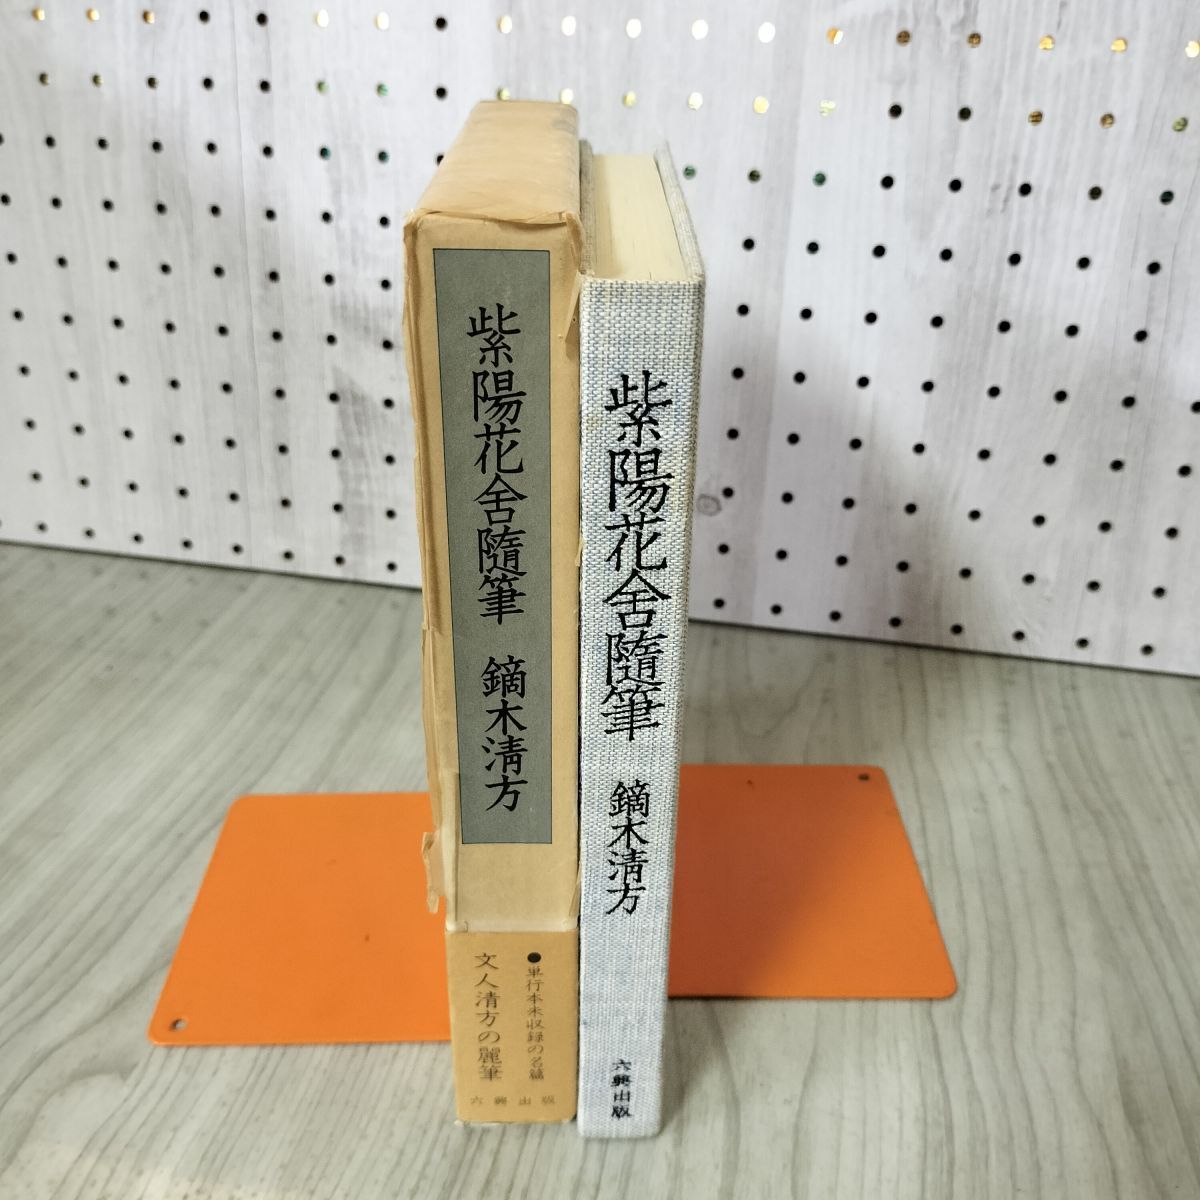 紫陽花舎隨筆　鏑木清方
●単行本未収録の名篇
文人清方の麗筆
六興出版
紫陽花舎隨筆　鏑木清方
六興出版